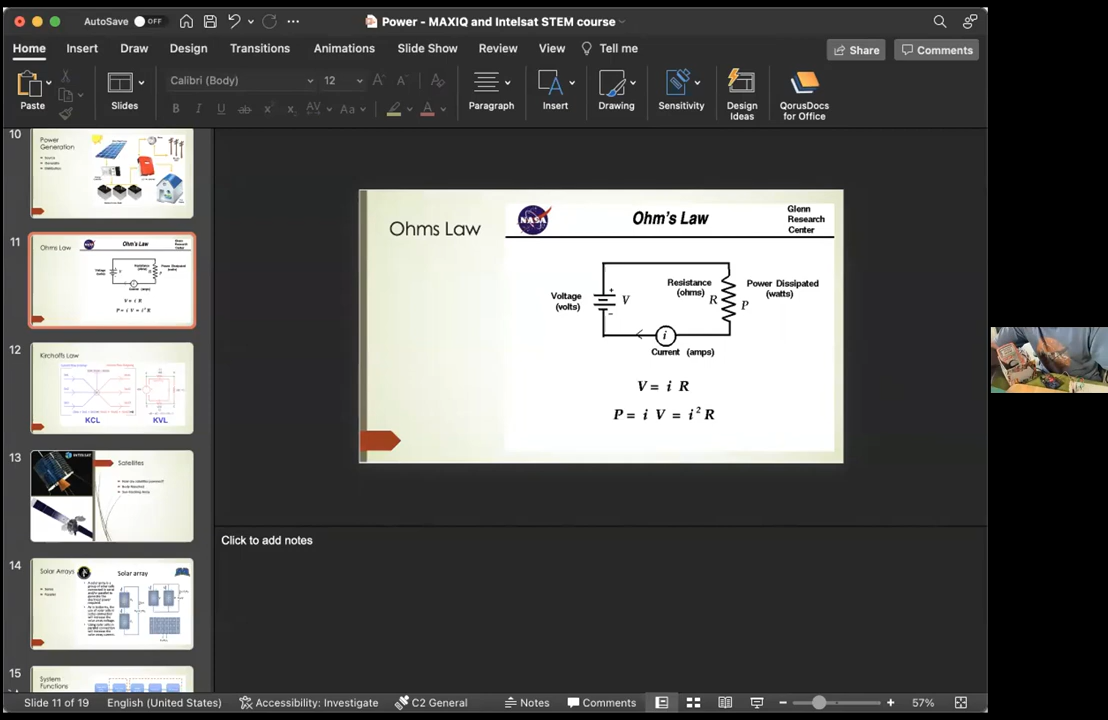 AutoSave OFF
Power - MAXIQ and Intelsat STEM course
Home Insert Draw Design Transitions Animations Slide Show Review View Tell me
Share Comments
Paste
Slides
Calibri (Body) 12
Paragraph
Insert
Drawing
Sensitivity
Design Ideas
QorusDocs for Office
10
Power
Generation
11
Ohms Law
Ohm's Law
12
Kirchoffs Law
KCL KVL
13
Satellites
14
Solar Arrays
Solar array
15
System
Functions
Ohms Law
NASA
Ohm's Law
Glenn
Research
Center
Voltage
(volts)
+
V
−
Resistance
(ohms)
R
Power Dissipated
(watts)
P
i
Current (amps)
V = i R
P = i V = i² R
Click to add notes
Slide 11 of 19 English (United States) Accessibility: Investigate C2 General Notes Comments 57%